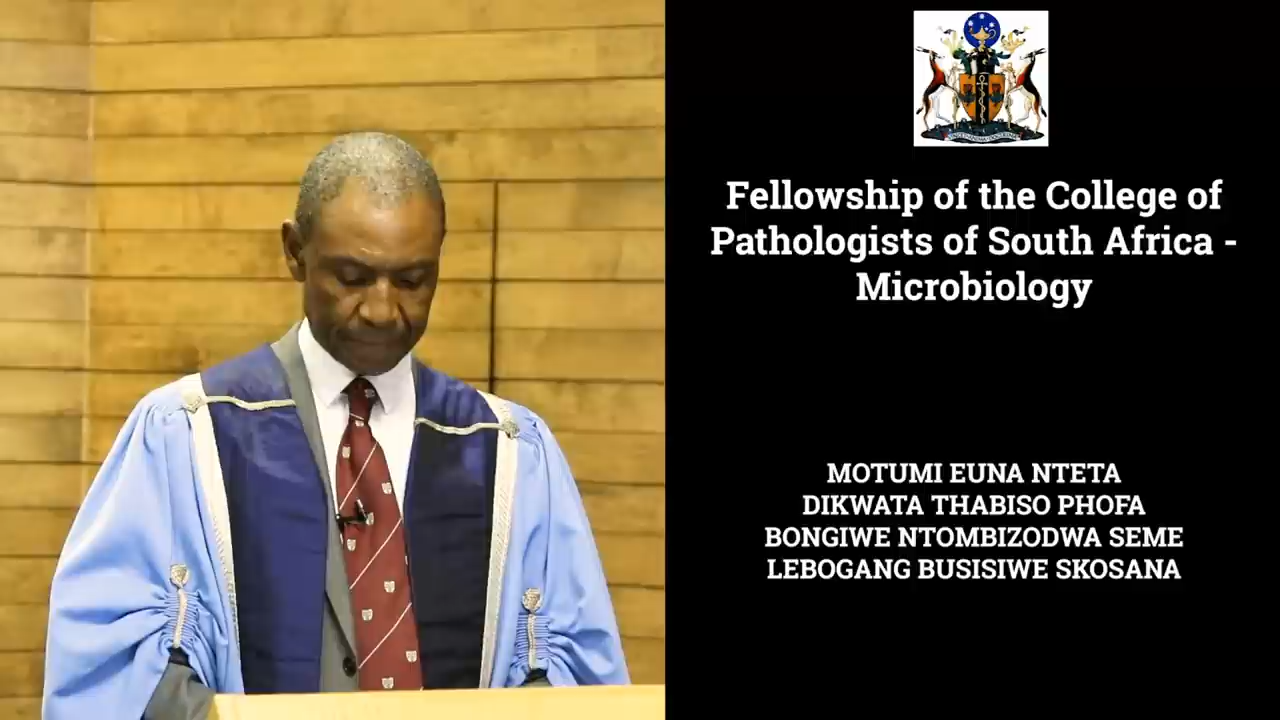 Fellowship of the College of
Pathologists of South Africa -
Microbiology
MOTUMI EUNA NTETA
DIKWATA THABISO PHOFA
BONGIWE NTOMBIZODWA SEME
LEBOGANG BUSISIWE SKOSANA